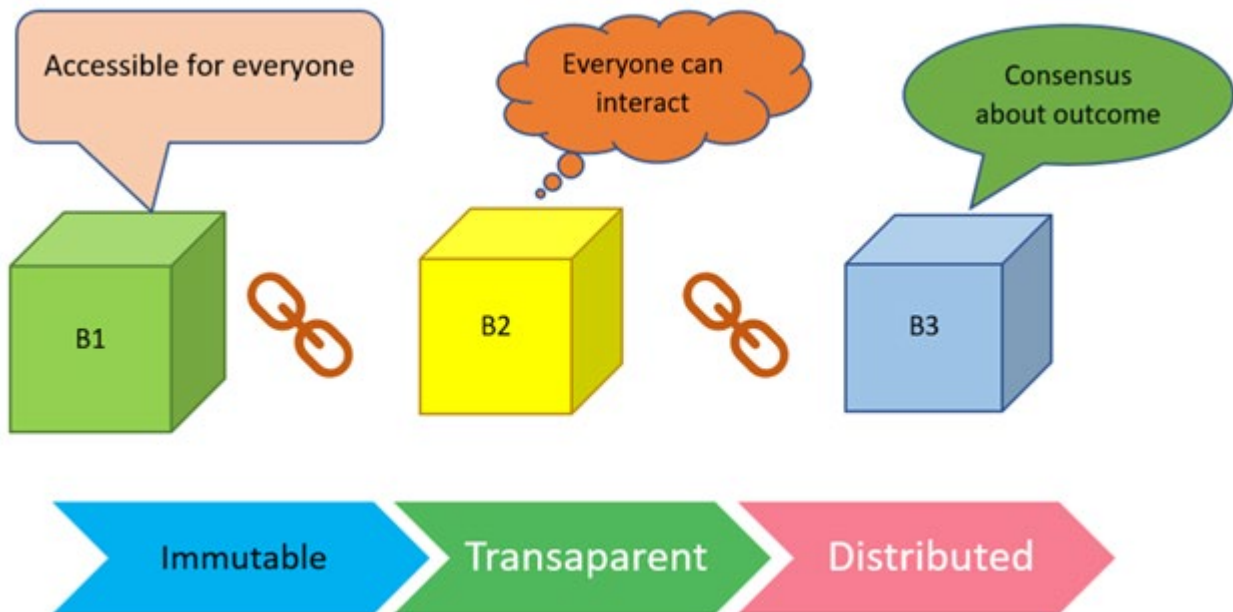 Accessible for everyone
Everyone can
interact
Consensus
about outcome
B1
B2
B3
Immutable
Transaparent
Distributed